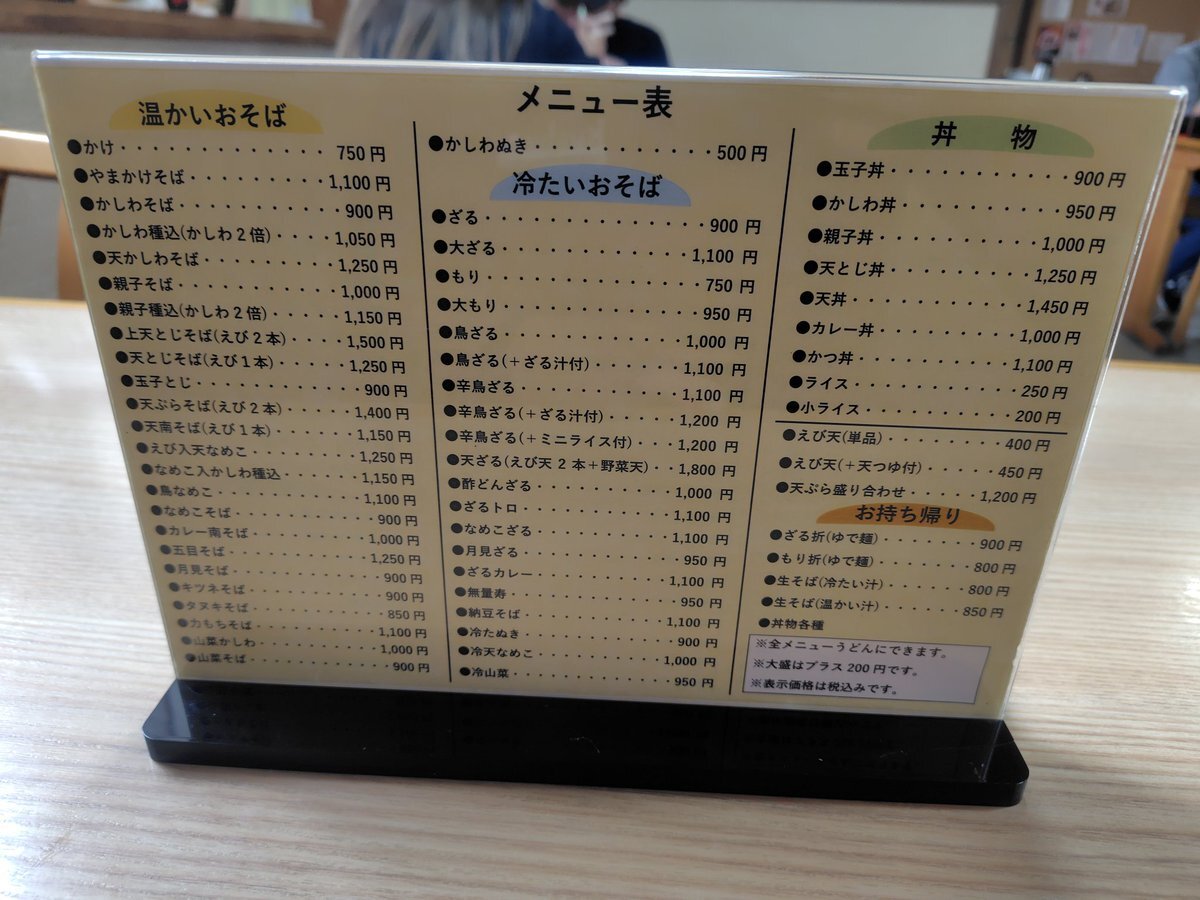 メニュー表
温かいおそば
●かけ・・・・・・・・・・・・750円
●やまかけそば・・・・・・・・・1,100円
●かしわそば・・・・・・・・・・900円
●かしわ種込(かしわ2倍)・・・・1,050円
●天かしわそば・・・・・・・・・1,250円
●親子そば・・・・・・・・・・・1,000円
●親子種込(かしわ2倍)・・・・・1,150円
●上天とじそば(えび2本)・・・・1,500円
●天とじそば(えび1本)・・・・・1,250円
●玉子とじ・・・・・・・・・・・900円
●天ぷらそば(えび2本)・・・・・1,400円
●天南そば(えび1本)・・・・・・1,150円
●えび入天なめこ・・・・・・・・1,250円
●なめこ入かしわ種込・・・・・・1,150円
●鳥なめこ・・・・・・・・・・・1,100円
●なめこそば・・・・・・・・・・900円
●カレー南そば・・・・・・・・・1,000円
●五目そば・・・・・・・・・・・1,250円
●月見そば・・・・・・・・・・・900円
●キツネそば・・・・・・・・・・900円
●タヌキそば・・・・・・・・・・850円
●力もちそば・・・・・・・・・・1,100円
●山菜かしわ・・・・・・・・・・1,000円
●山菜そば・・・・・・・・・・・900円
●かしわぬき・・・・・・・・・・500円
冷たいおそば
●ざる・・・・・・・・・・・・・900円
●大ざる・・・・・・・・・・・・1,100円
●もり・・・・・・・・・・・・・750円
●大もり・・・・・・・・・・・・950円
●鳥ざる・・・・・・・・・・・・1,000円
●鳥ざる(+ざる汁付)・・・・・・1,100円
●辛鳥ざる・・・・・・・・・・・1,100円
●辛鳥ざる(+ざる汁付)・・・・・1,200円
●辛鳥ざる(+ミニライス付)・・・1,200円
●天ざる(えび天2本+野菜天)・・1,800円
●酢どんざる・・・・・・・・・・1,000円
●ざるトロ・・・・・・・・・・・1,100円
●なめこざる・・・・・・・・・・1,100円
●月見ざる・・・・・・・・・・・950円
●ざるカレー・・・・・・・・・・1,100円
●無量寿・・・・・・・・・・・・950円
●納豆そば・・・・・・・・・・・1,100円
●冷たぬき・・・・・・・・・・・900円
●冷天なめこ・・・・・・・・・・1,000円
●冷山菜・・・・・・・・・・・・950円
丼 物
●玉子丼・・・・・・・・・・・・900円
●かしわ丼・・・・・・・・・・・950円
●親子丼・・・・・・・・・・・・1,000円
●天とじ丼・・・・・・・・・・・1,250円
●天丼・・・・・・・・・・・・・1,450円
●カレー丼・・・・・・・・・・・1,000円
●かつ丼・・・・・・・・・・・・1,100円
●ライス・・・・・・・・・・・・250円
●小ライス・・・・・・・・・・・200円
●えび天(単品)・・・・・・・・・400円
●えび天(+天つゆ付)・・・・・・450円
●天ぷら盛り合わせ・・・・・・・1,200円
お持ち帰り
●ざる折(ゆで麺)・・・・・・・・900円
●もり折(ゆで麺)・・・・・・・・800円
●生そば(冷たい汁)・・・・・・・800円
●生そば(温かい汁)・・・・・・・850円
●丼物各種
※全メニューうどんにできます。
※大盛はプラス200円です。
※表示価格は税込みです。